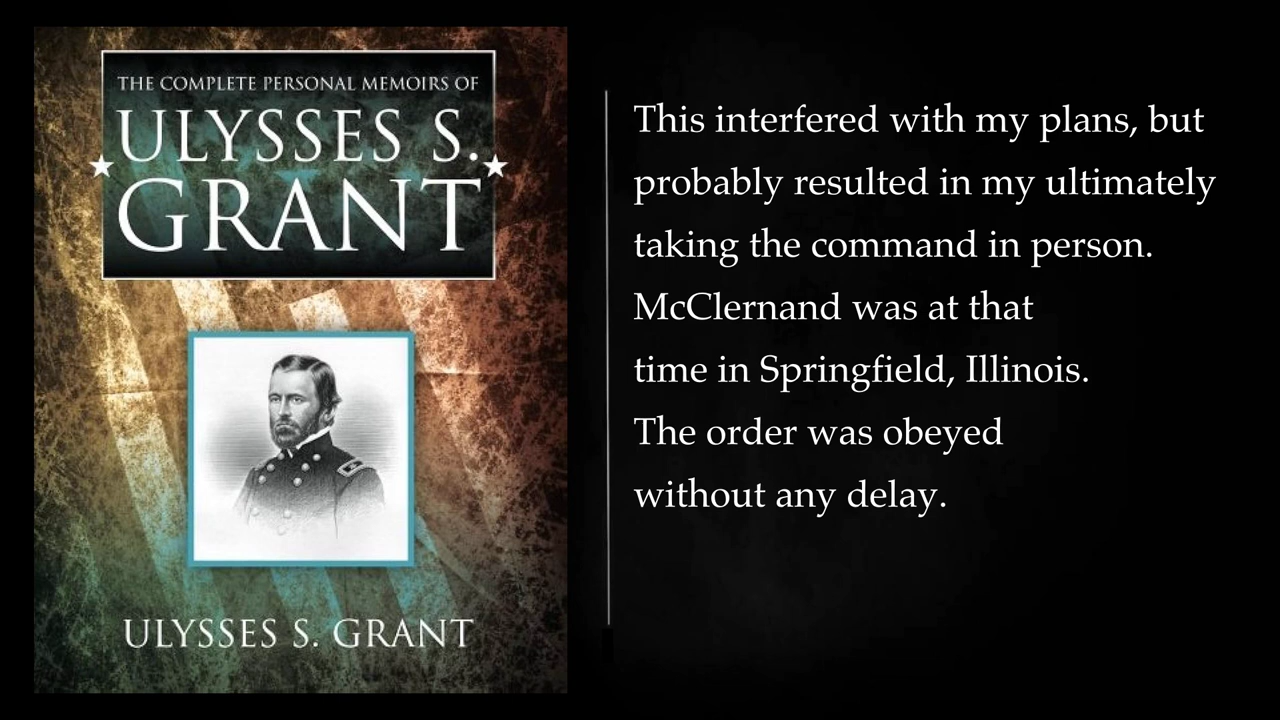 THE COMPLETE PERSONAL MEMOIRS OF
ULYSSES S.
GRANT
ULYSSES S. GRANT
This interfered with my plans, but
probably resulted in my ultimately
taking the command in person.
McClernand was at that
time in Springfield, Illinois.
The order was obeyed
without any delay.